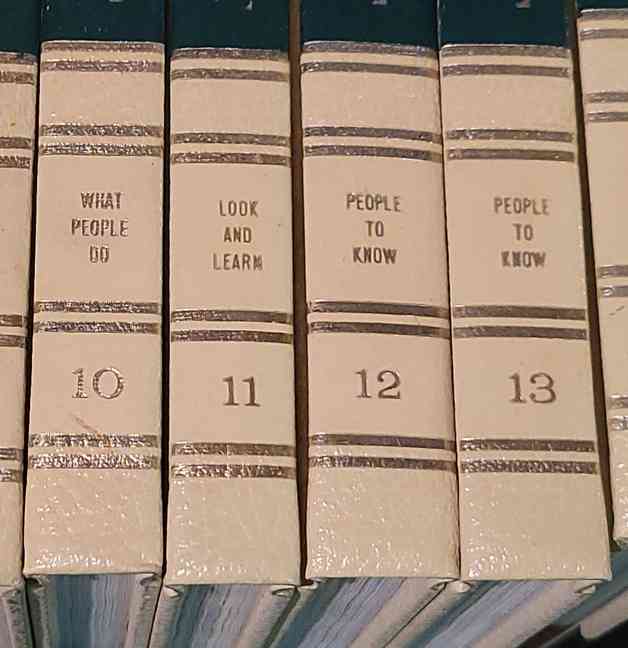 WHAT
PEOPLE
DO
10
LOOK
AND
LEARN
11
PEOPLE
TO
KNOW
12
PEOPLE
TO
KNOW
13